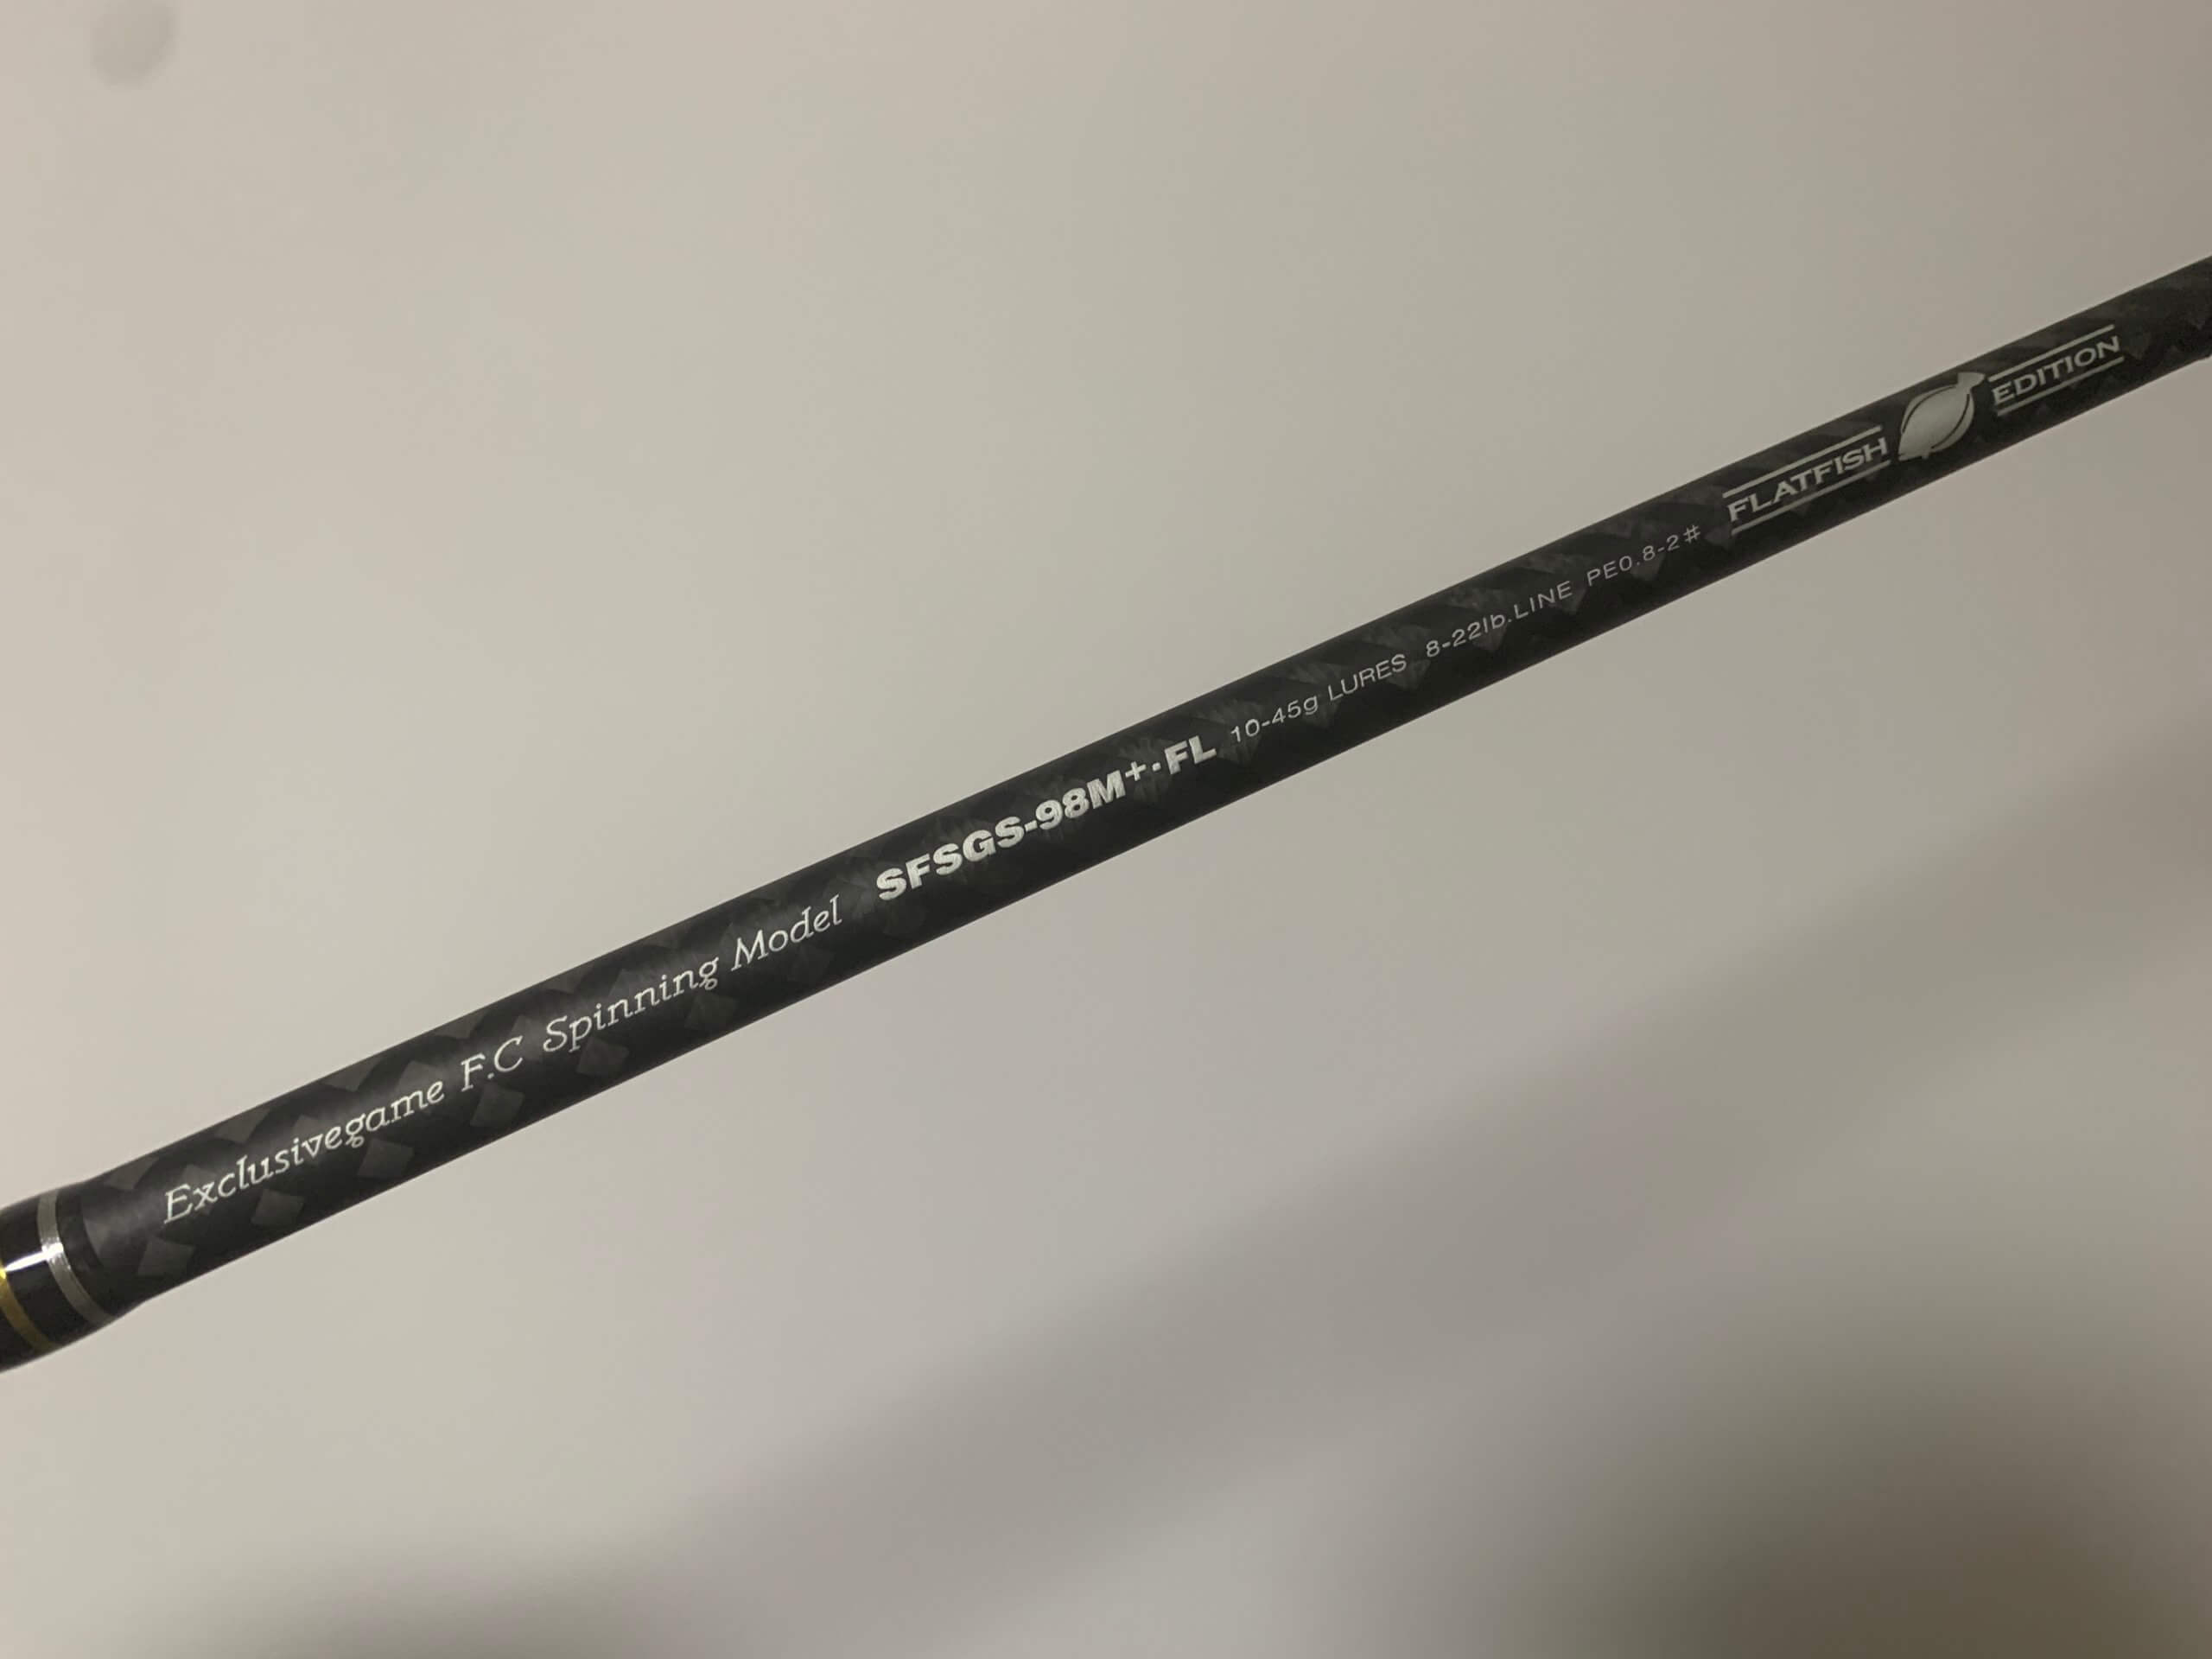 Exclusivegame F.C Spinning Model SFSGS-98M+·FL 10-45g LURES 8-22lb.LINE PE0.8-2# FLATFISH EDITION